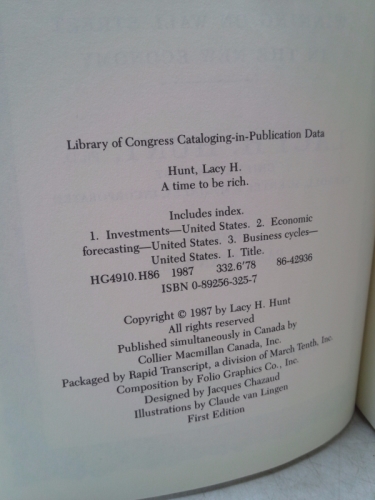 Library of Congress Cataloging-in-Publication Data
Hunt, Lacy H.
A time to be rich.
Includes index.
1. Investments—United States. 2. Economic
forecasting—United States. 3. Business cycles—
United States. 1. Title.
HG4910.H86 1987 332.6'78 86-42936
ISBN 0-89256-325-7
Copyright © 1987 by Lacy H. Hunt
All rights reserved
Published simultaneously in Canada by
Collier Macmillan Canada, Inc.
Packaged by Rapid Transcript, a division of March Tenth, Inc.
Composition by Folio Graphics Co., Inc.
Designed by Jacques Chazaud
Illustrations by Claude van Lingen
First Edition